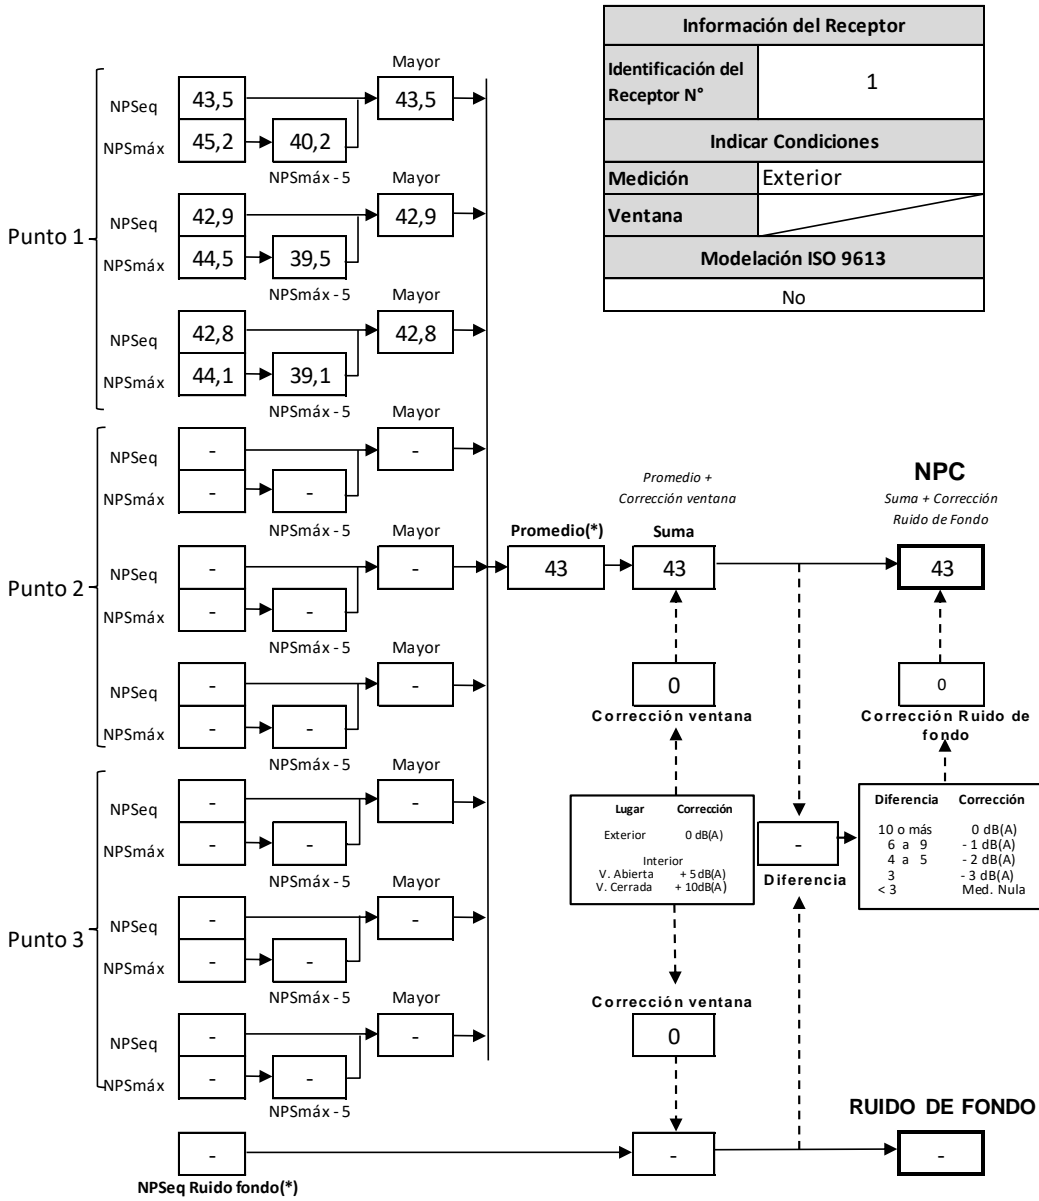 Información del Receptor
Identificación del
Receptor N°
1
Indicar Condiciones
Medición
Exterior
Ventana
Modelación ISO 9613
No
Punto 1
Mayor
NPSeq
43,5
43,5
NPSmáx
45,2
40,2
NPSmáx - 5
Mayor
NPSeq
42,9
42,9
NPSmáx
44,5
39,5
NPSmáx - 5
Mayor
NPSeq
42,8
42,8
NPSmáx
44,1
39,1
NPSmáx - 5
Punto 2
Mayor
NPSeq
-
-
NPSmáx
-
-
NPSmáx - 5
Mayor
NPSeq
-
-
NPSmáx
-
-
NPSmáx - 5
Mayor
NPSeq
-
-
NPSmáx
-
-
NPSmáx - 5
Punto 3
Mayor
NPSeq
-
-
NPSmáx
-
-
NPSmáx - 5
Mayor
NPSeq
-
-
NPSmáx
-
-
NPSmáx - 5
Mayor
NPSeq
-
-
NPSmáx
-
-
NPSmáx - 5
-
NPSeq Ruido fondo(*)
Promedio(*)
43
Promedio +
Corrección ventana
Suma
43
0
Corrección ventana
Lugar Corrección
Exterior 0 dB(A)
Interior
V. Abierta + 5dB(A)
V. Cerrada + 10dB(A)
Corrección ventana
0
-
-
Diferencia
NPC
Suma + Corrección
Ruido de Fondo
43
0
Corrección Ruido de
fondo
Diferencia Corrección
10 o más 0 dB(A)
6 a 9 - 1 dB(A)
4 a 5 - 2 dB(A)
3 - 3 dB(A)
< 3 Med. Nula
RUIDO DE FONDO
-